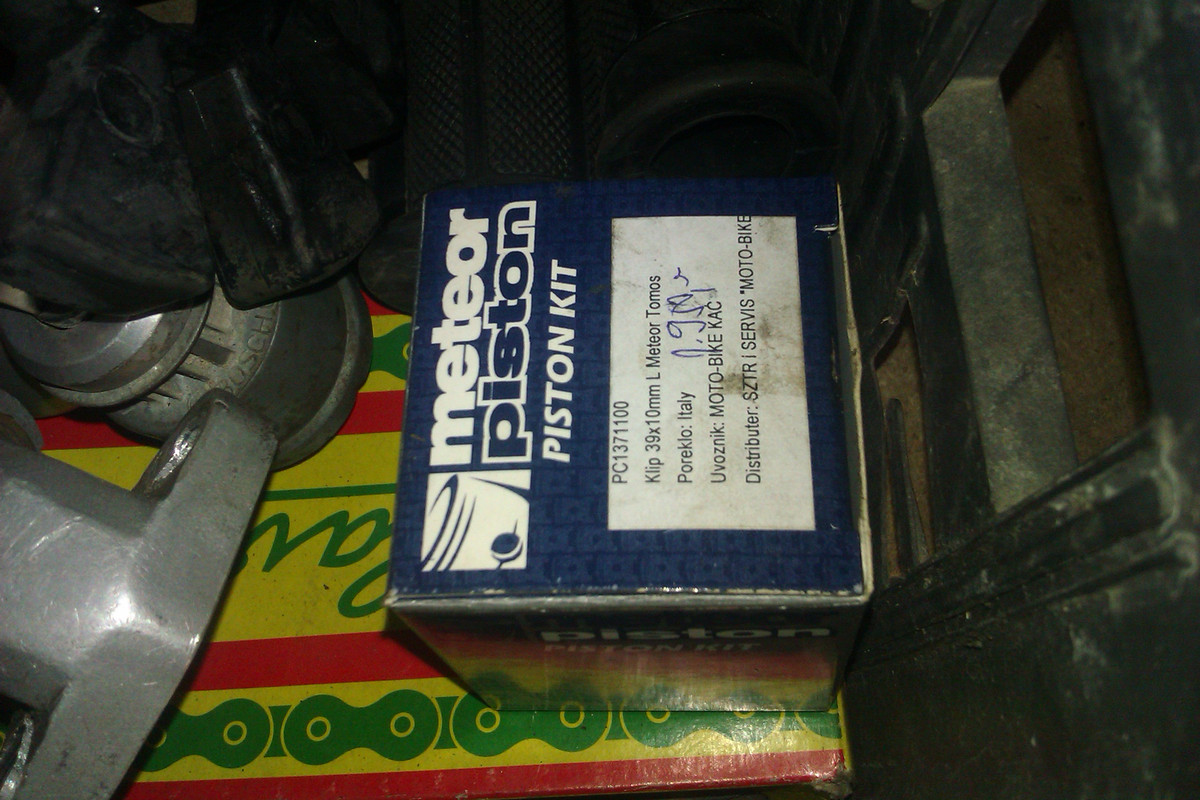 meteor
piston
PISTON KIT
PC1371100
Klip 39x10mm L Meteor Tomos
Poreklo: Italy
Uvoznik: MOTO-BIKE KAĆ
Distributer: SZTR i SERVIS "MOTO-BIKE
piston
PISTON KIT